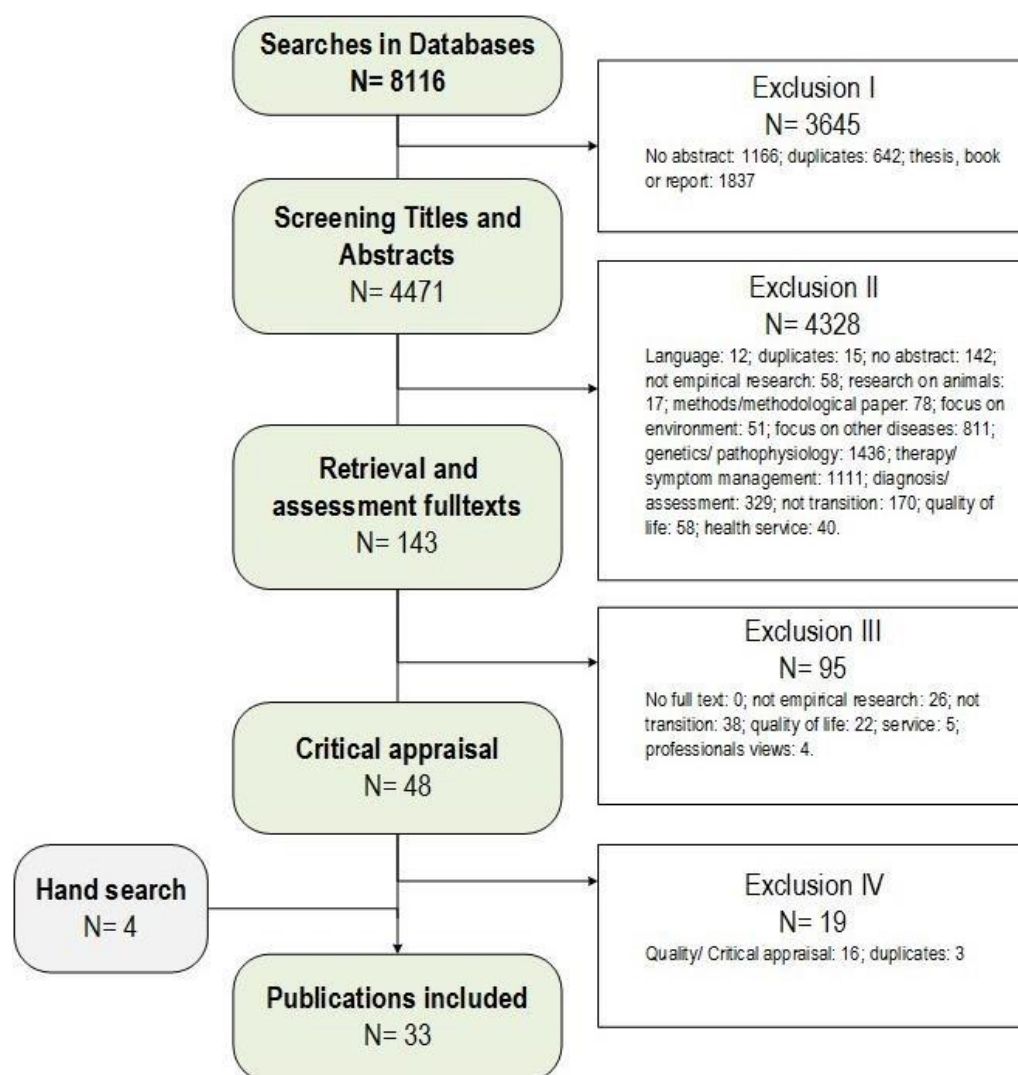 Searches in Databases
N= 8116
Exclusion I
N= 3645
No abstract: 1166; duplicates: 642; thesis, book
or report: 1837
Screening Titles and
Abstracts
N= 4471
Exclusion II
N= 4328
Language: 12; duplicates: 15; no abstract: 142;
not empirical research: 58; research on animals:
17; methods/methodological paper: 78; focus on
environment: 51; focus on other diseases: 811;
genetics/ pathophysiology: 1436; therapy/
symptom management: 1111; diagnosis/
assessment: 329; not transition: 170; quality of
life: 58; health service: 40.
Retrieval and
assessment fulltexts
N= 143
Exclusion III
N= 95
No full text: 0; not empirical research: 26; not
transition: 38; quality of life: 22; service: 5;
professionals views: 4.
Critical appraisal
N= 48
Hand search
N= 4
Exclusion IV
N= 19
Quality/ Critical appraisal: 16; duplicates: 3
Publications included
N= 33